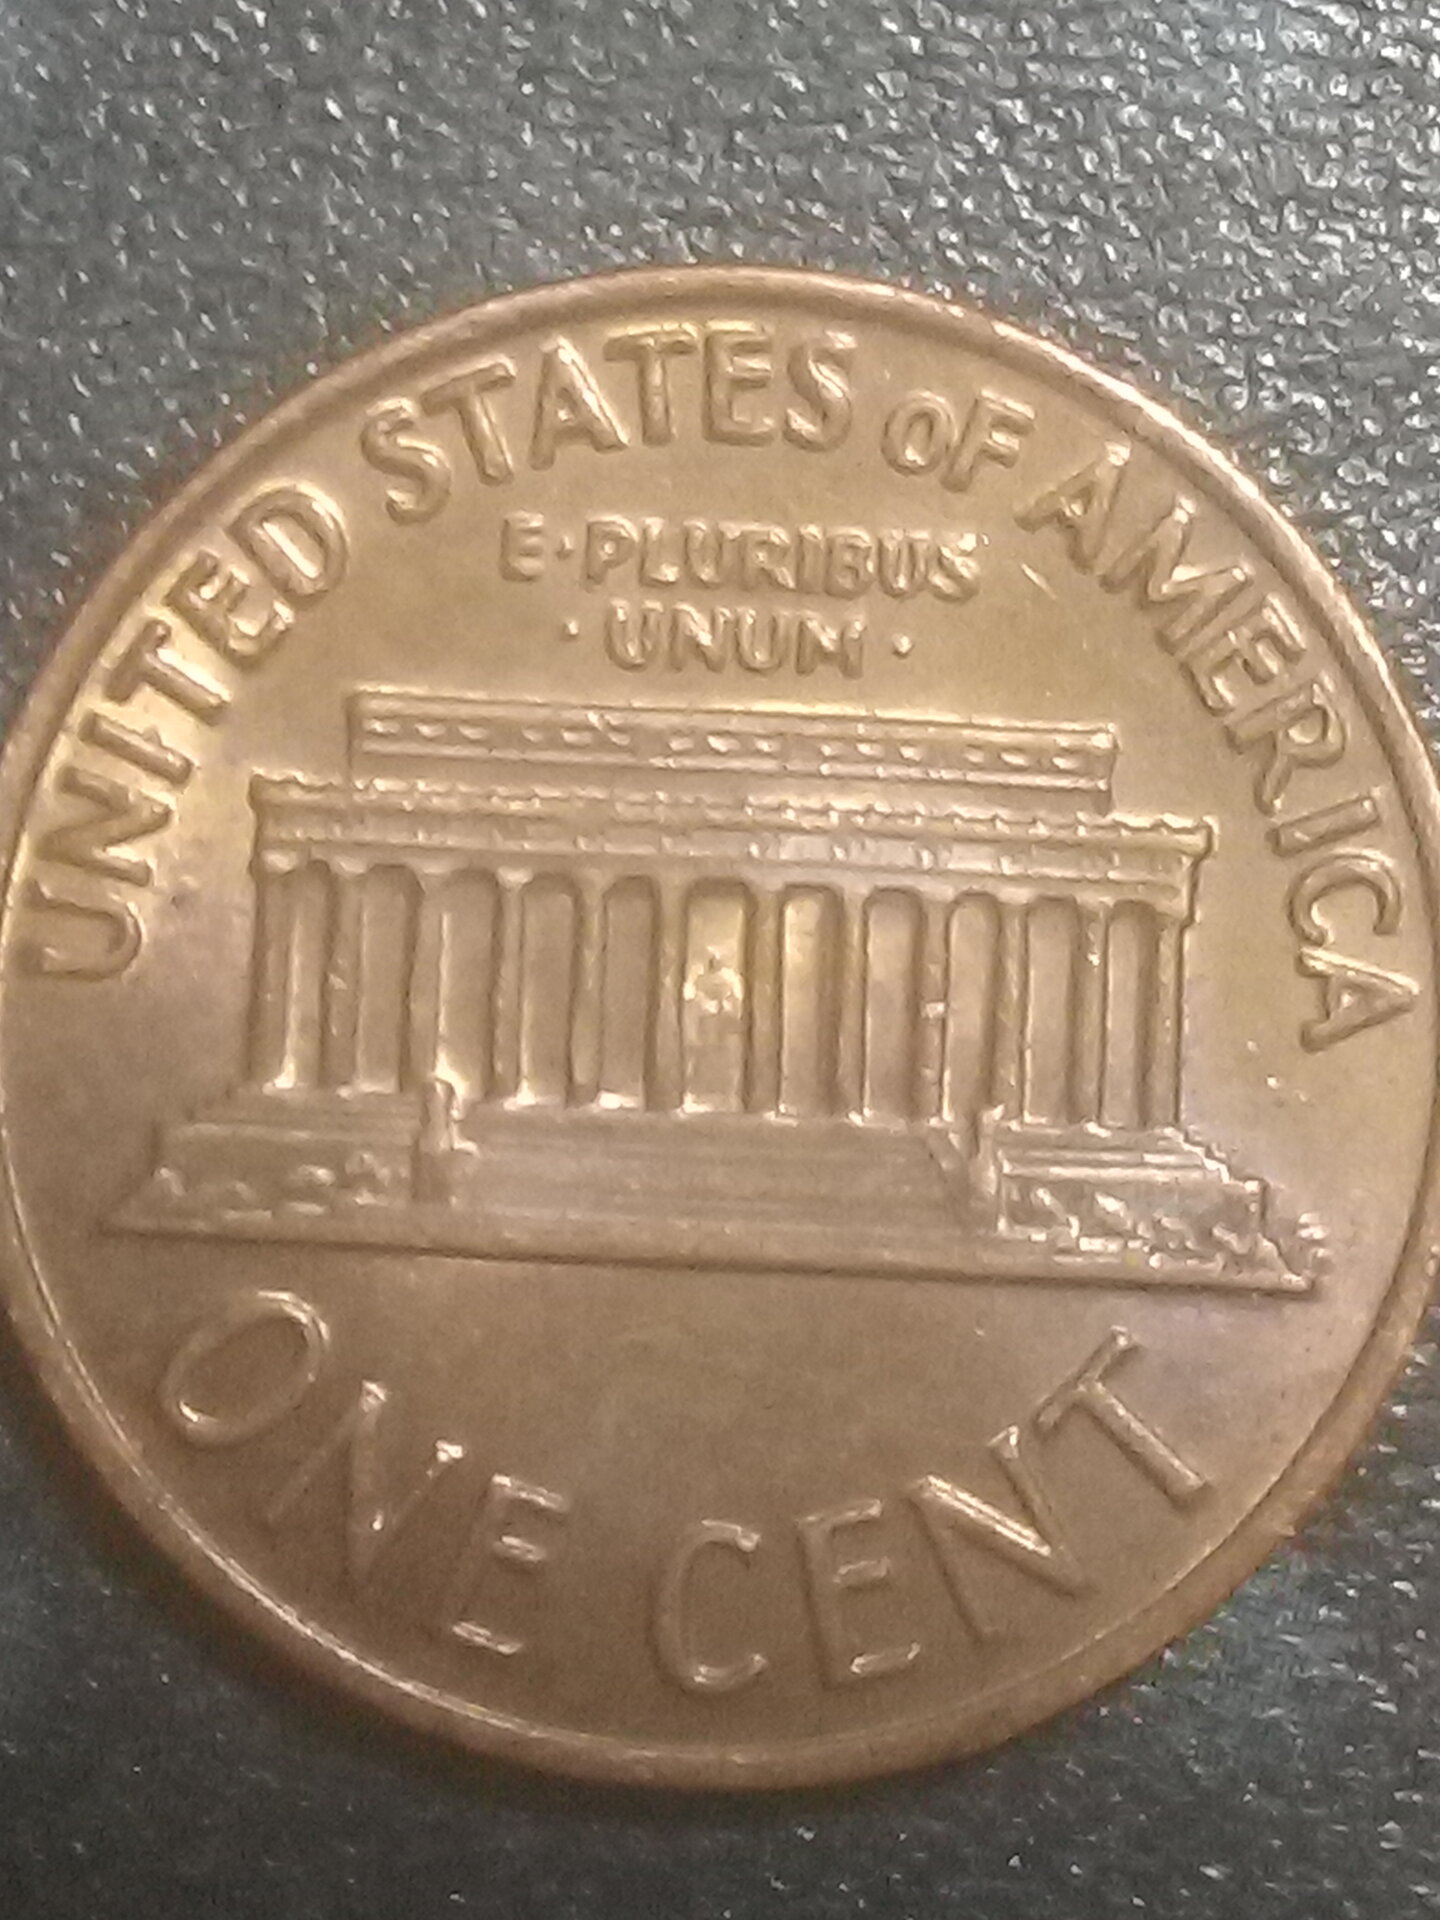 UNITED STATES OF AMERICA
E·PLURIBUS
·UNUM·
ONE CENT